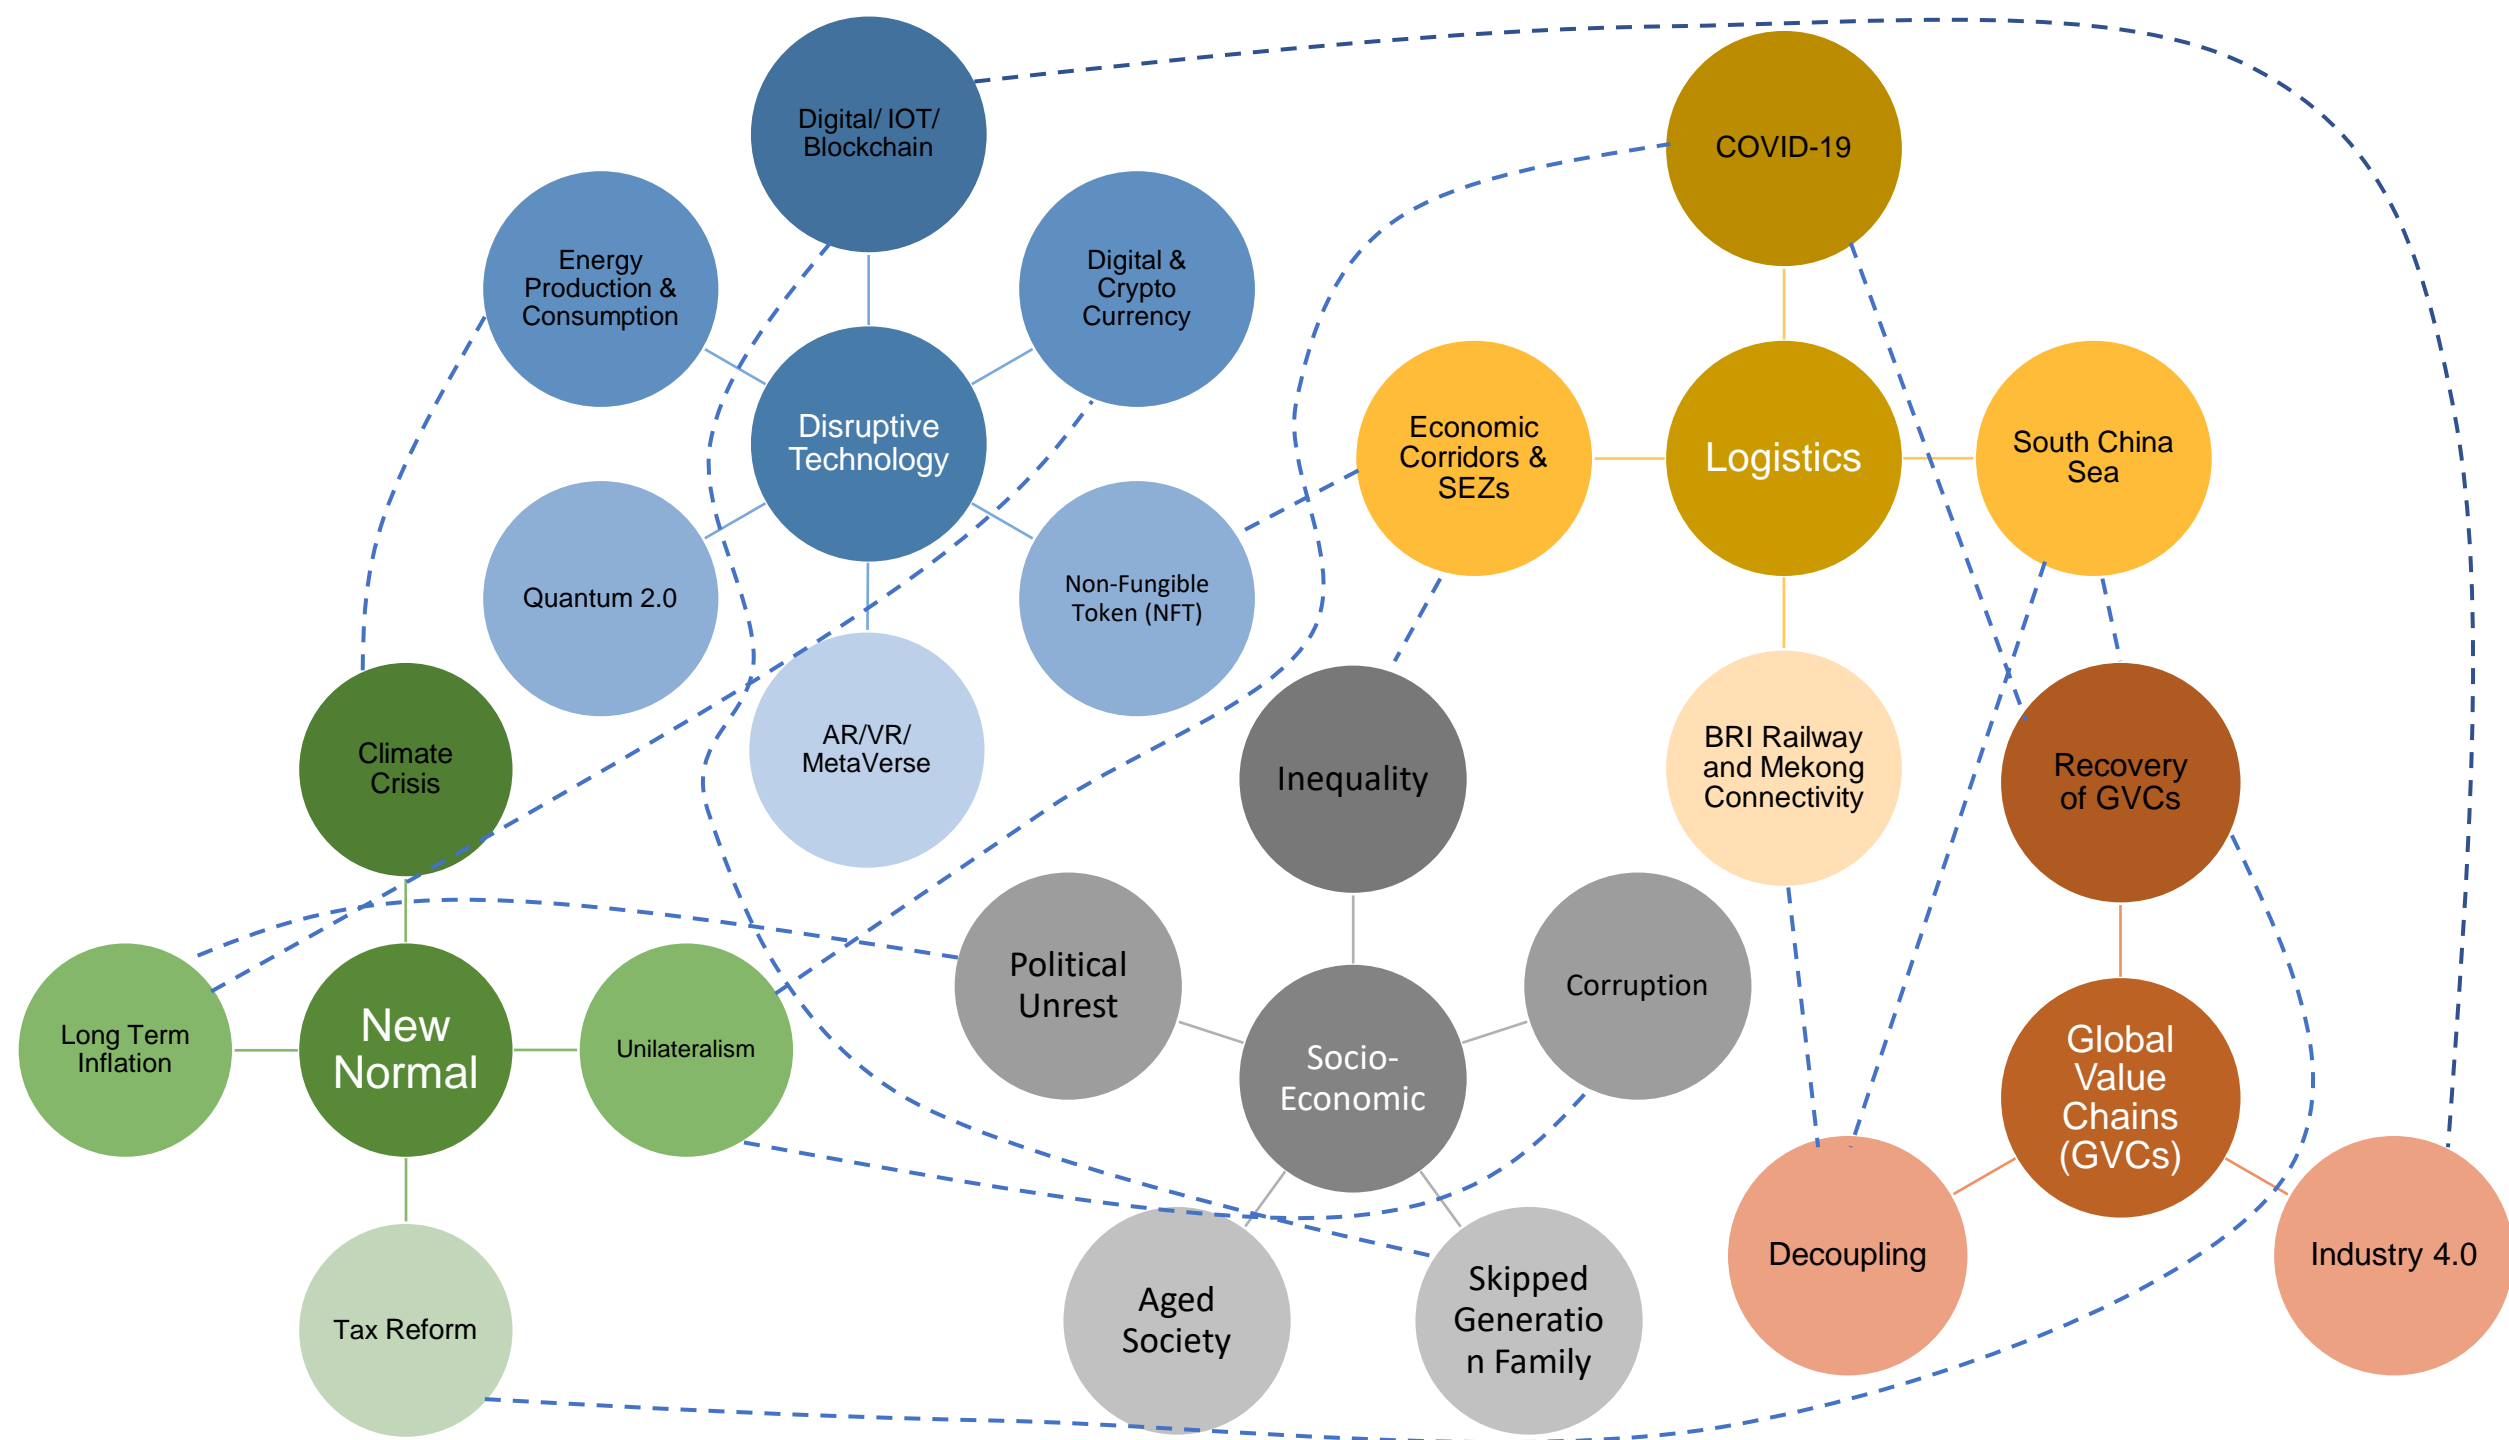 Digital/ IOT/
Blockchain
Energy
Production &
Consumption
Digital &
Crypto
Currency
Disruptive
Technology
Quantum 2.0
Non-Fungible
Token (NFT)
AR/VR/
MetaVerse
COVID-19
Economic
Corridors &
SEZs
Logistics
South China
Sea
BRI Railway
and Mekong
Connectivity
Climate
Crisis
Long Term
Inflation
New
Normal
Unilateralism
Tax Reform
Inequality
Political
Unrest
Corruption
Socio-
Economic
Aged
Society
Skipped
Generatio
n Family
Recovery
of GVCs
Global
Value
Chains
(GVCs)
Decoupling
Industry 4.0